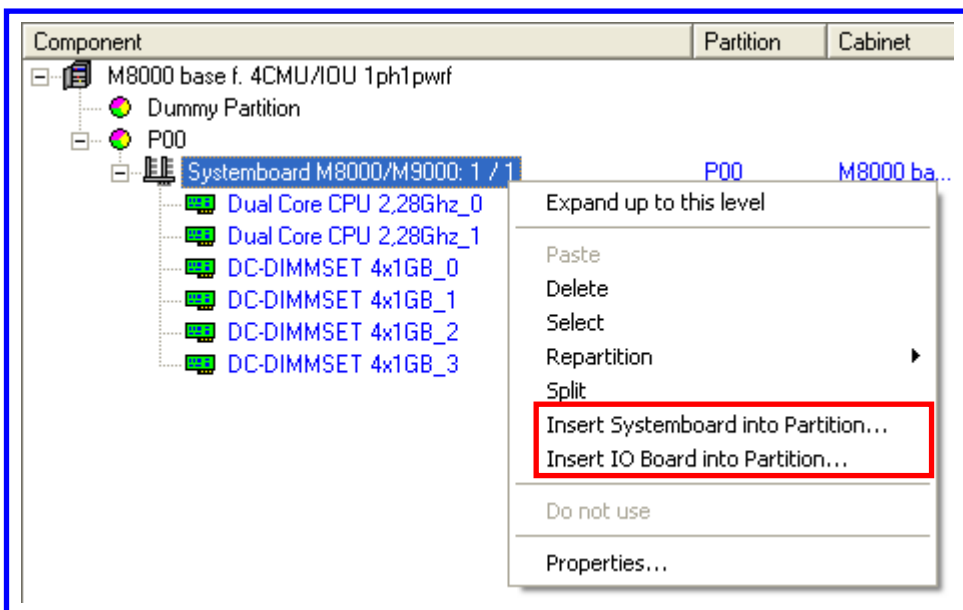 Component Partition Cabinet
M8000 base f. 4CMU/IOU 1ph1pwrf
Dummy Partition
P00
Systemboard M8000/M9000: 1 / 1 P00 M8000 ba...
Dual Core CPU 2,28Ghz_0
Dual Core CPU 2,28Ghz_1
DC-DIMMSET 4x1GB_0
DC-DIMMSET 4x1GB_1
DC-DIMMSET 4x1GB_2
DC-DIMMSET 4x1GB_3
Expand up to this level
Paste
Delete
Select
Repartition
Split
Insert Systemboard into Partition...
Insert IO Board into Partition...
Do not use
Properties...